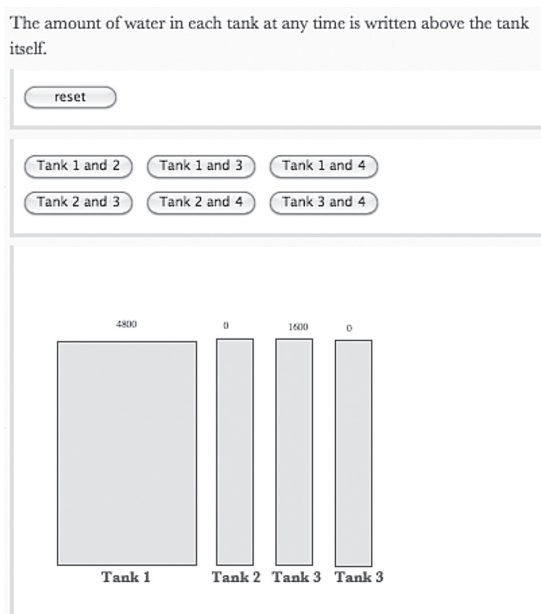 The amount of water in each tank at any time is written above the tank
itself.
reset
Tank 1 and 2 Tank 1 and 3 Tank 1 and 4
Tank 2 and 3 Tank 2 and 4 Tank 3 and 4
4800 0 1600 0
Tank 1 Tank 2 Tank 3 Tank 3